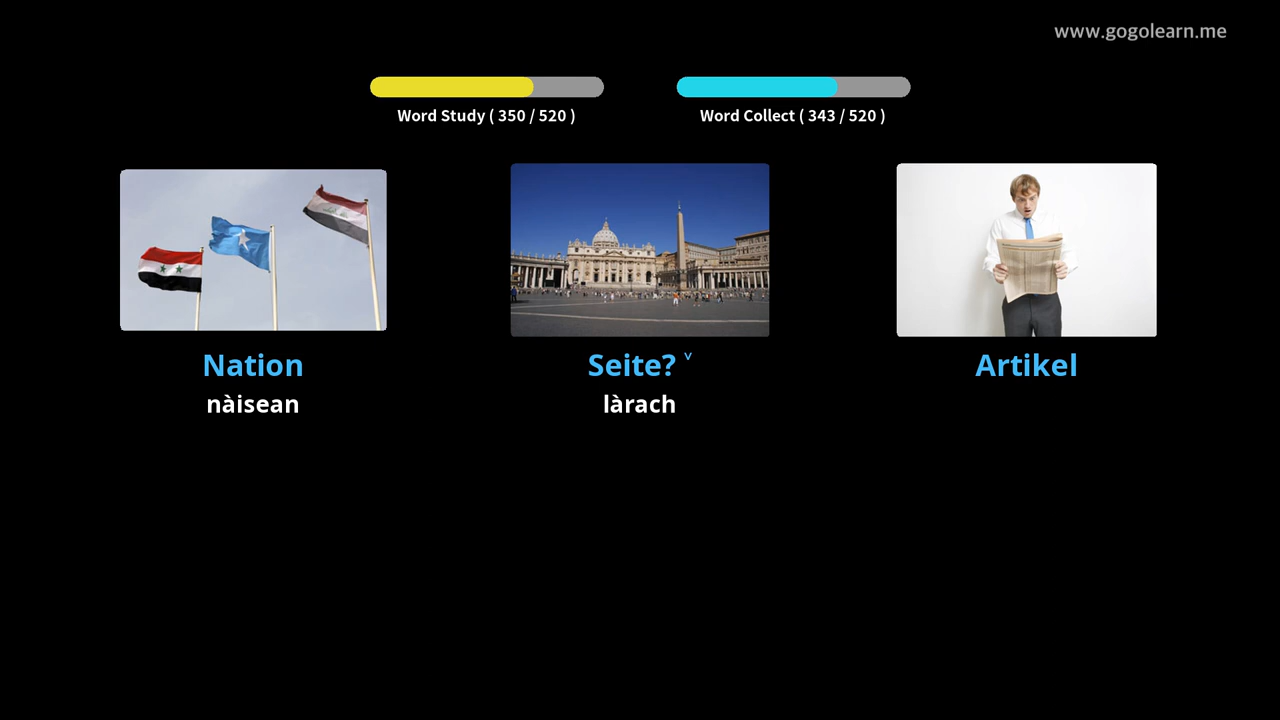 www.gogolearn.me
Word Study ( 350 / 520 )
Word Collect ( 343 / 520 )
Nation
Seite? ˅
Artikel
nàisean
làrach